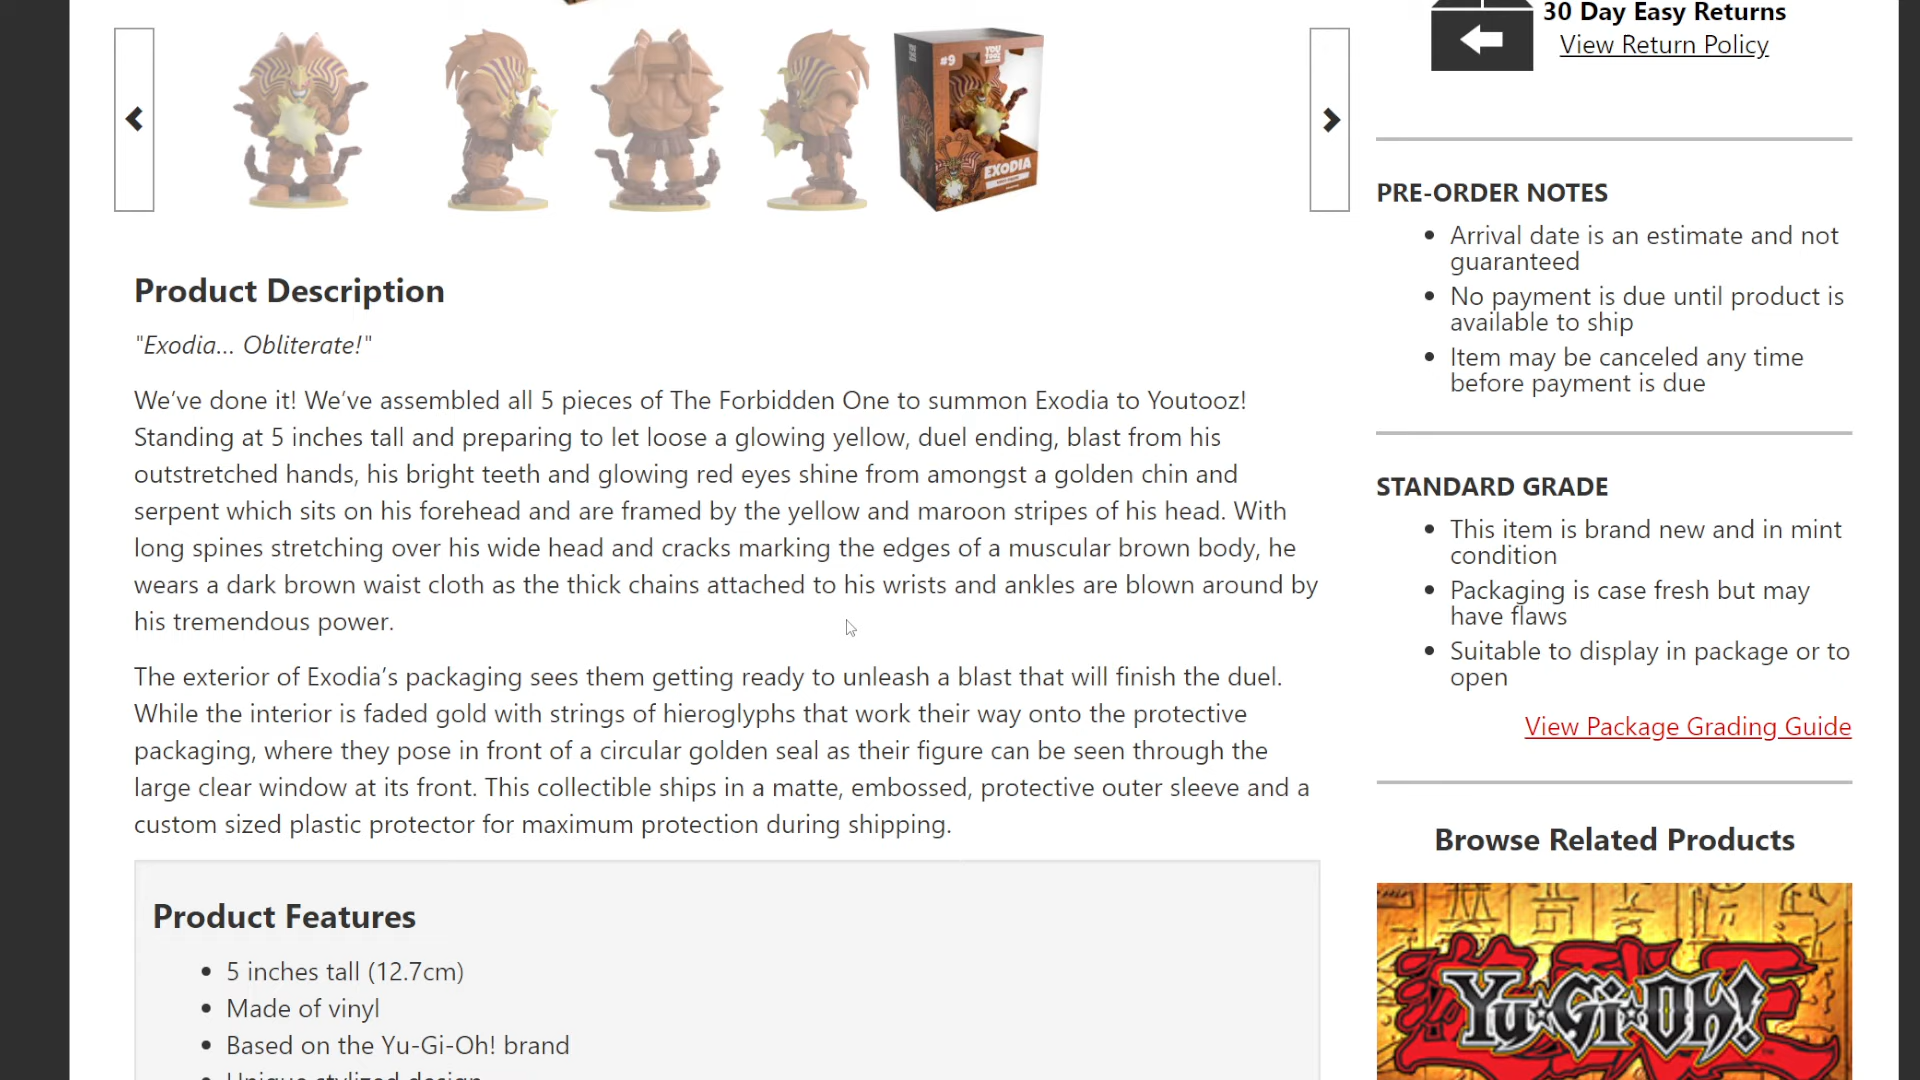 30 Day Easy Returns
View Return Policy
#9
YOU
TOOZ
EXODIA
PRE-ORDER NOTES
Arrival date is an estimate and not
guaranteed
No payment is due until product is
available to ship
Item may be canceled any time
before payment is due
Product Description
"Exodia... Obliterate!"
We’ve done it! We’ve assembled all 5 pieces of The Forbidden One to summon Exodia to Youtooz!
Standing at 5 inches tall and preparing to let loose a glowing yellow, duel ending, blast from his
outstretched hands, his bright teeth and glowing red eyes shine from amongst a golden chin and
serpent which sits on his forehead and are framed by the yellow and maroon stripes of his head. With
long spines stretching over his wide head and cracks marking the edges of a muscular brown body, he
wears a dark brown waist cloth as the thick chains attached to his wrists and ankles are blown around by
his tremendous power.
The exterior of Exodia’s packaging sees them getting ready to unleash a blast that will finish the duel.
While the interior is faded gold with strings of hieroglyphs that work their way onto the protective
packaging, where they pose in front of a circular golden seal as their figure can be seen through the
large clear window at its front. This collectible ships in a matte, embossed, protective outer sleeve and a
custom sized plastic protector for maximum protection during shipping.
STANDARD GRADE
This item is brand new and in mint
condition
Packaging is case fresh but may
have flaws
Suitable to display in package or to
open
View Package Grading Guide
Product Features
5 inches tall (12.7cm)
Made of vinyl
Based on the Yu-Gi-Oh! brand
Unique stylized design
Browse Related Products
Yu-Gi-Oh!